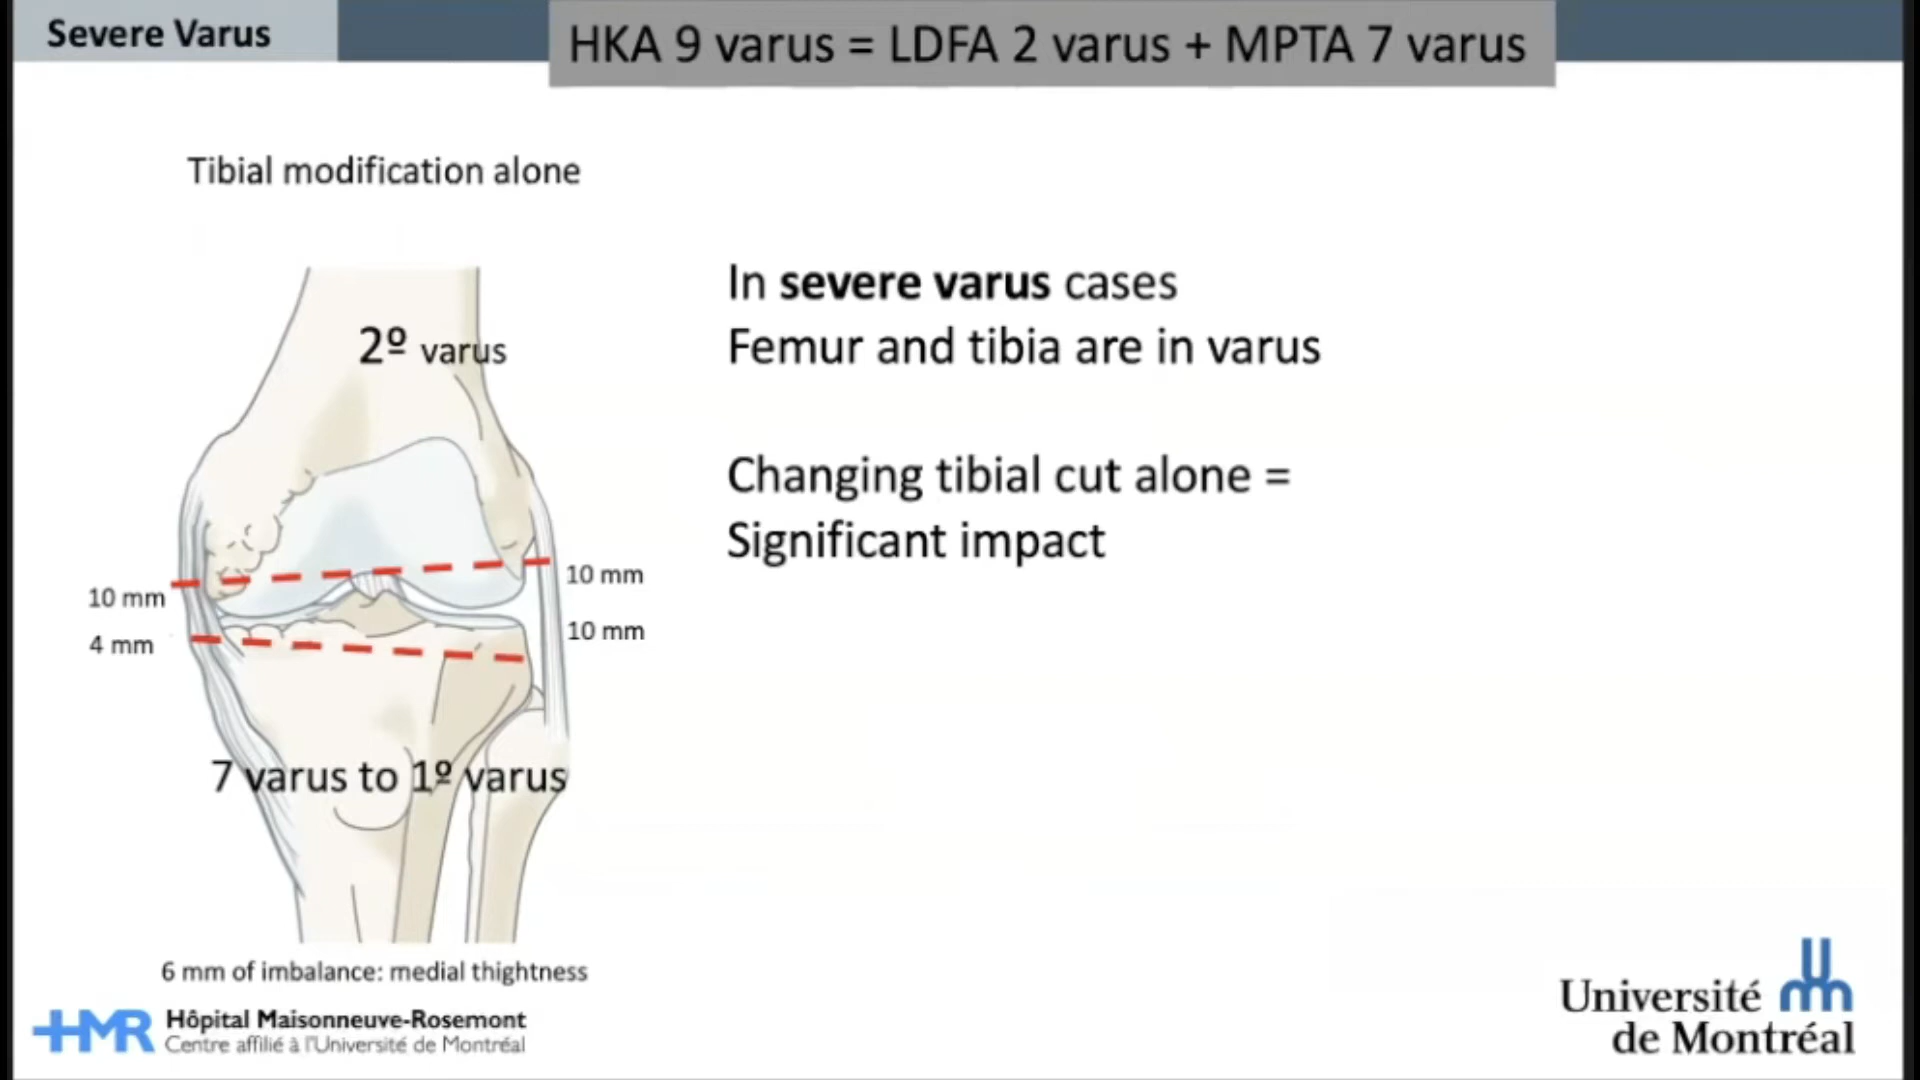 Severe Varus
HKA 9 varus = LDFA 2 varus + MPTA 7 varus
Tibial modification alone
2º varus
10 mm
4 mm
10 mm
10 mm
7 varus to 1º varus
6 mm of imbalance: medial thightness
In severe varus cases
Femur and tibia are in varus
Changing tibial cut alone =
Significant impact
HMR
Hôpital Maisonneuve-Rosemont
Centre affilié à l'Université de Montréal
Université
de Montréal